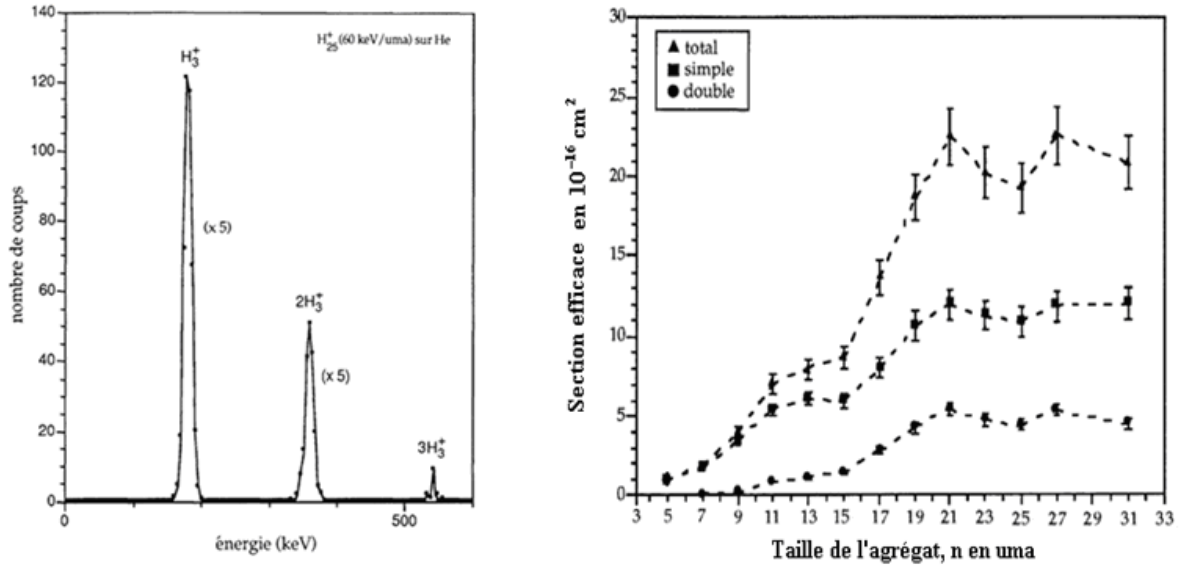 H₂₅⁺ (60 keV/uma) sur He
H₃⁺
(x 5)
2H₃⁺
(x 5)
3H₃⁺
nombre de coups
140
120
100
80
60
40
20
0
0
500
énergie (keV)
total
simple
double
Section efficace en 10⁻¹⁶ cm²
30
25
20
15
10
5
0
3 5 7 9 11 13 15 17 19 21 23 25 27 29 31 33
Taille de l'agrégat, n en uma